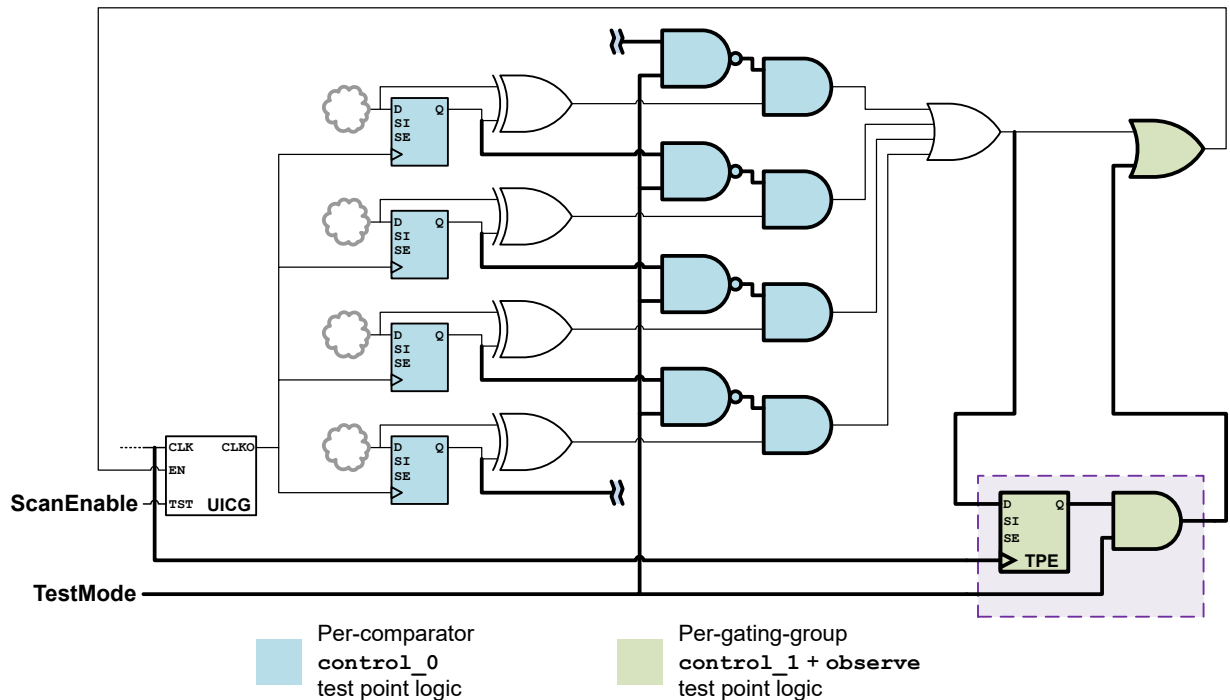 D Q
SI
SE
D Q
SI
SE
D Q
SI
SE
D Q
SI
SE
CLK CLKO
EN
TST UICG
ScanEnable
D Q
SI
SE
TPE
TestMode
Per-comparator
control_0
test point logic
Per-gating-group
control_1 + observe
test point logic